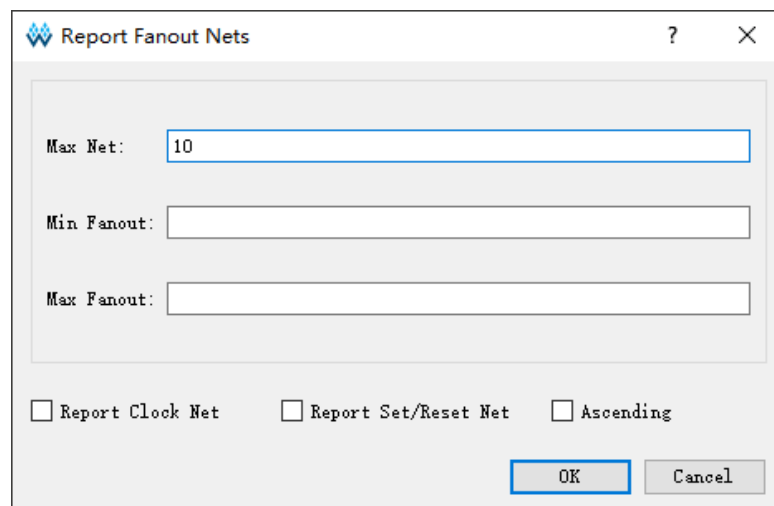 Report Fanout Nets ?
Max Net: 10
Min Fanout:
Max Fanout:
Report Clock Net Report Set/Reset Net Ascending
OK Cancel